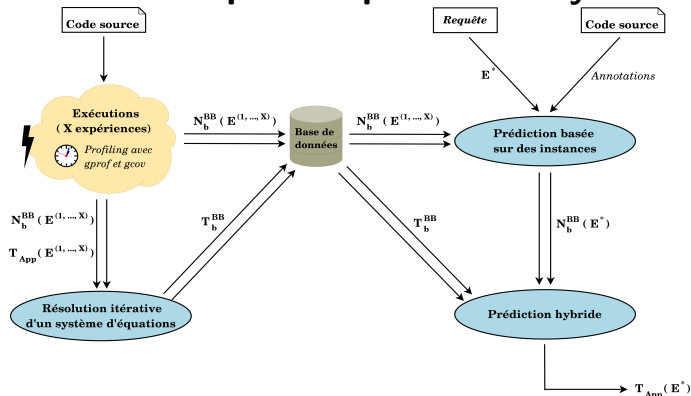 Code source
Requête
Code source
E*
Annotations
Exécutions
( X expériences)
Profiling avec
gprof et gcov
N_b^BB ( E^(1, ..., X) )
Base de
données
N_b^BB ( E^(1, ..., X) )
Prédiction basée
sur des instances
N_b^BB ( E^(1, ..., X) )
T_App ( E^(1, ..., X) )
T_b^BB
T_b^BB
N_b^BB ( E* )
Résolution itérative
d'un système d'équations
Prédiction hybride
T_App ( E* )